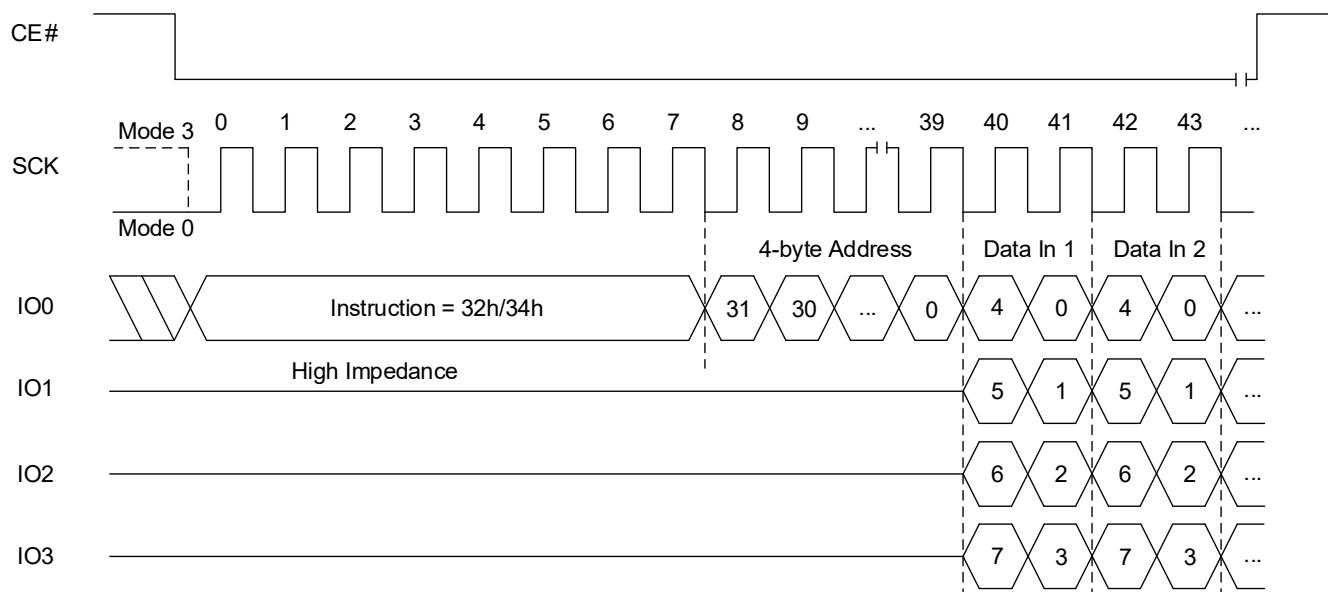 CE#
Mode 3 0 1 2 3 4 5 6 7 8 9 ... 39 40 41 42 43 ...
SCK
Mode 0
4-byte Address Data In 1 Data In 2
IO0 Instruction = 32h/34h 31 30 ... 0 4 0 4 0 ...
High Impedance
IO1 5 1 5 1 ...
IO2 6 2 6 2 ...
IO3 7 3 7 3 ...